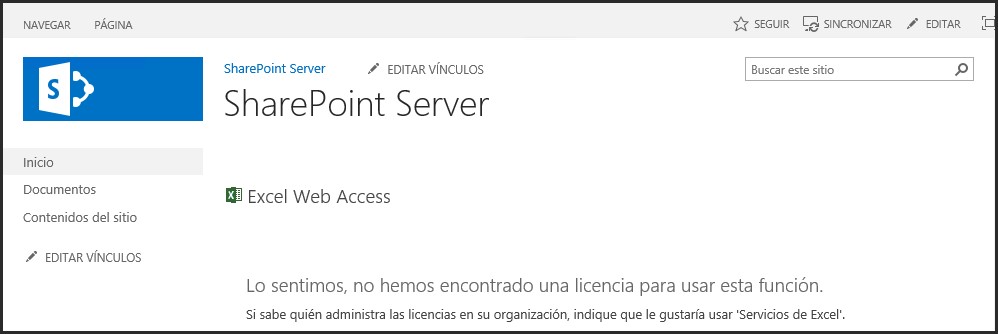 NAVEGAR PÁGINA SEGUIR SINCRONIZAR EDITAR
S
SharePoint Server EDITAR VÍNCULOS Buscar este sitio
SharePoint Server
Inicio
Documentos
Contenidos del sitio
EDITAR VÍNCULOS
Excel Web Access
Lo sentimos, no hemos encontrado una licencia para usar esta función.
Si sabe quién administra las licencias en su organización, indique que le gustaría usar 'Servicios de Excel'.